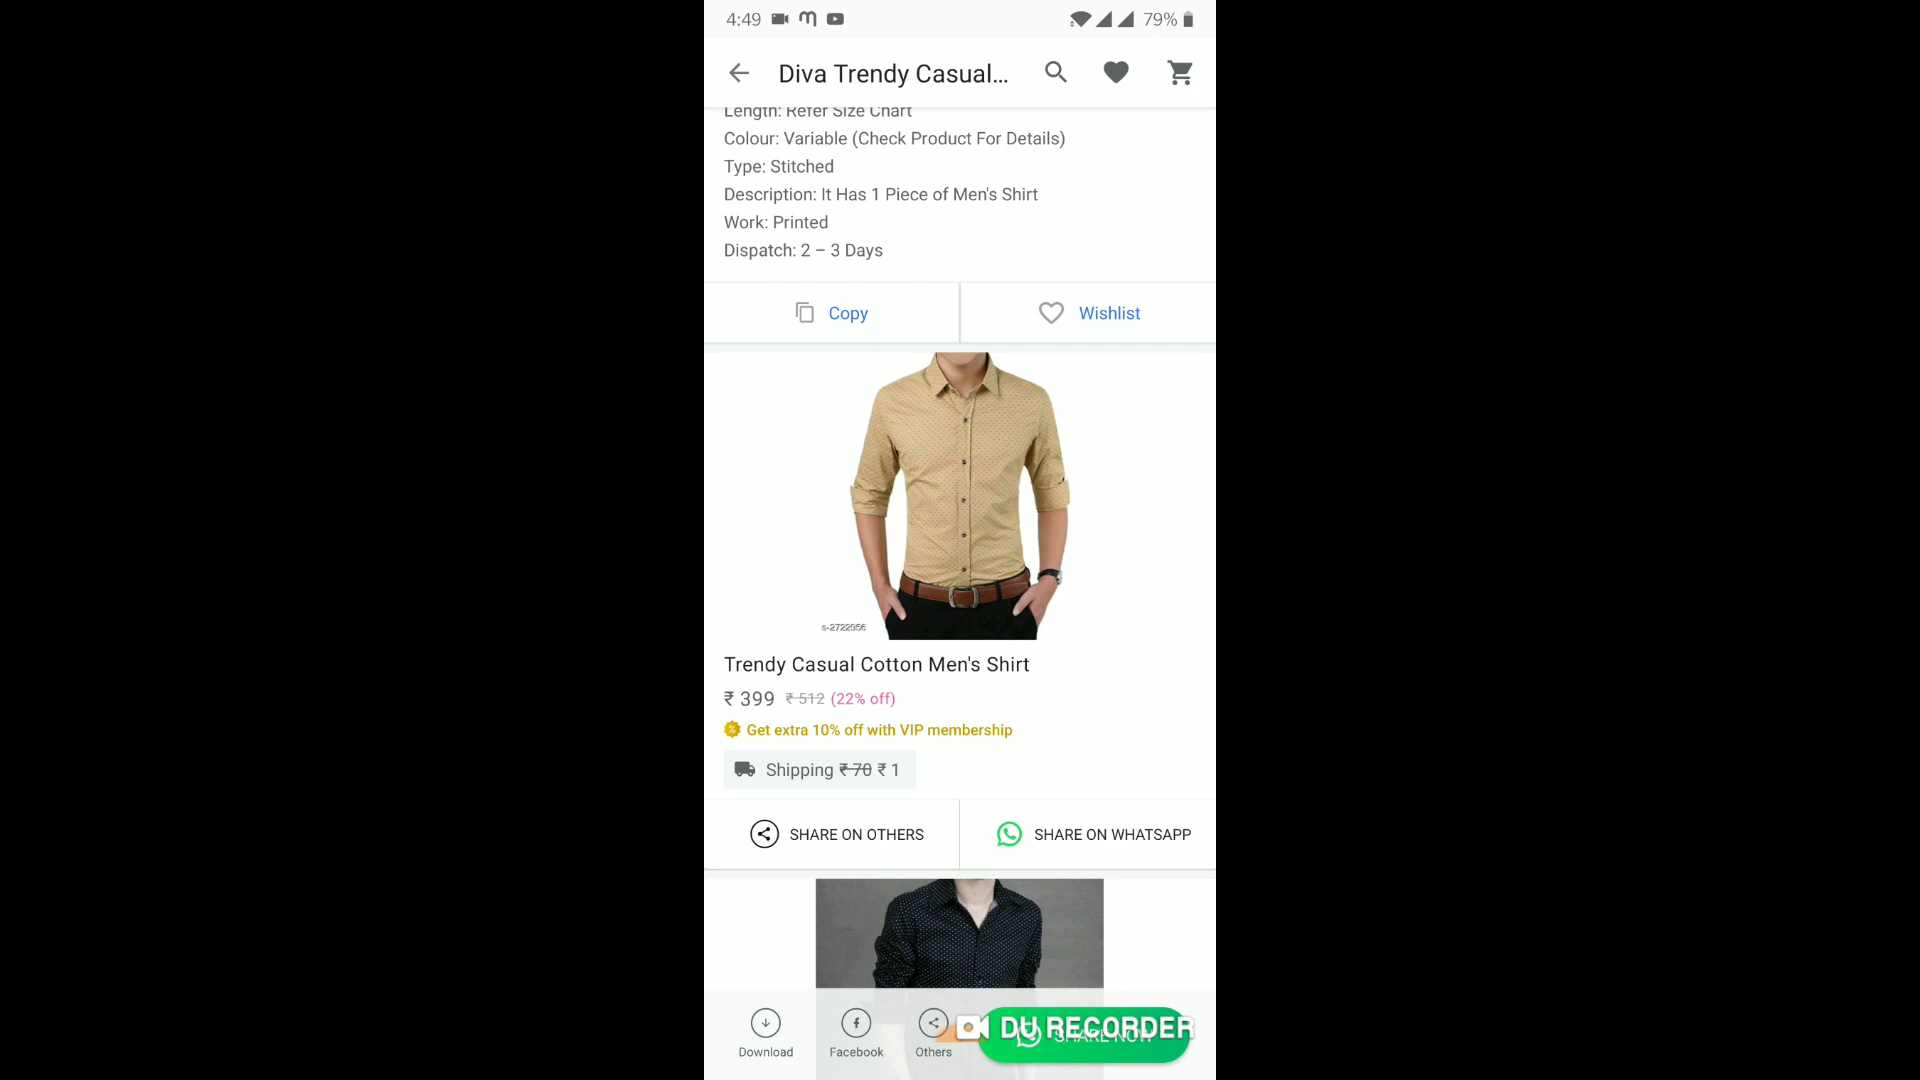 4:49
79%
Diva Trendy Casual...
Length: Refer Size Chart
Colour: Variable (Check Product For Details)
Type: Stitched
Description: It Has 1 Piece of Men's Shirt
Work: Printed
Dispatch: 2 – 3 Days
Copy
Wishlist
s-2722956
Trendy Casual Cotton Men's Shirt
₹ 399 ₹ 512 (22% off)
Get extra 10% off with VIP membership
Shipping ₹ 70 ₹ 1
SHARE ON OTHERS
SHARE ON WHATSAPP
Download
Facebook
Others
DU RECORDER
SHARE NOW